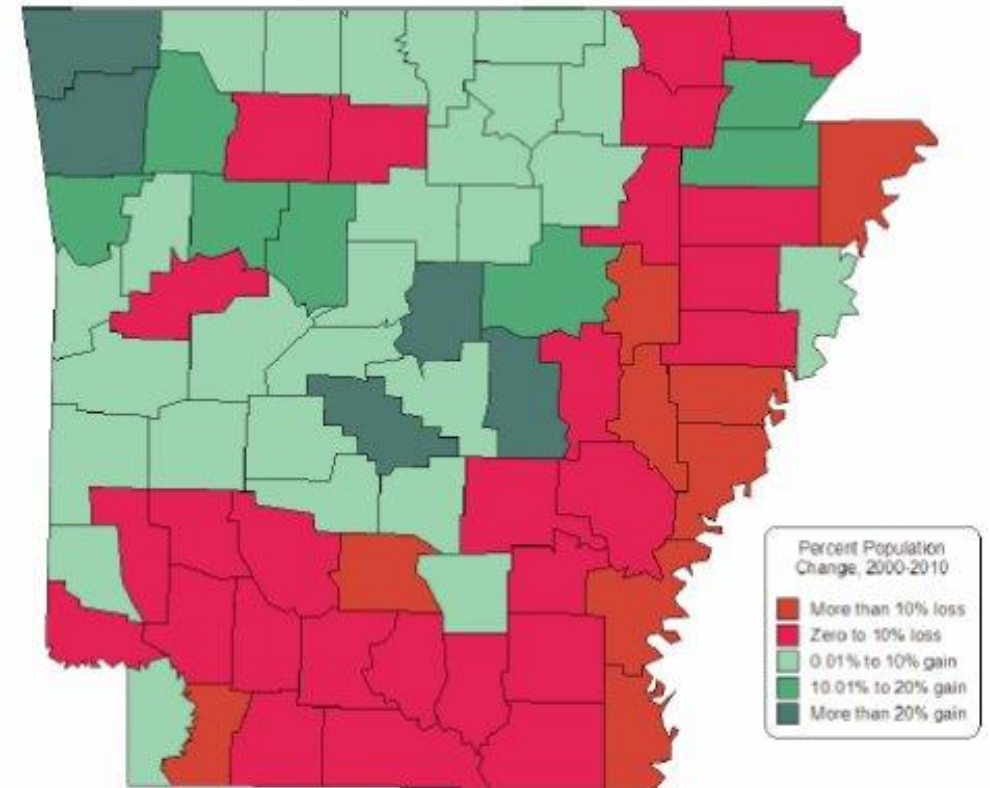 Percent Population
Change, 2000-2010
More than 10% loss
Zero to 10% loss
0.01% to 10% gain
10.01% to 20% gain
More than 20% gain